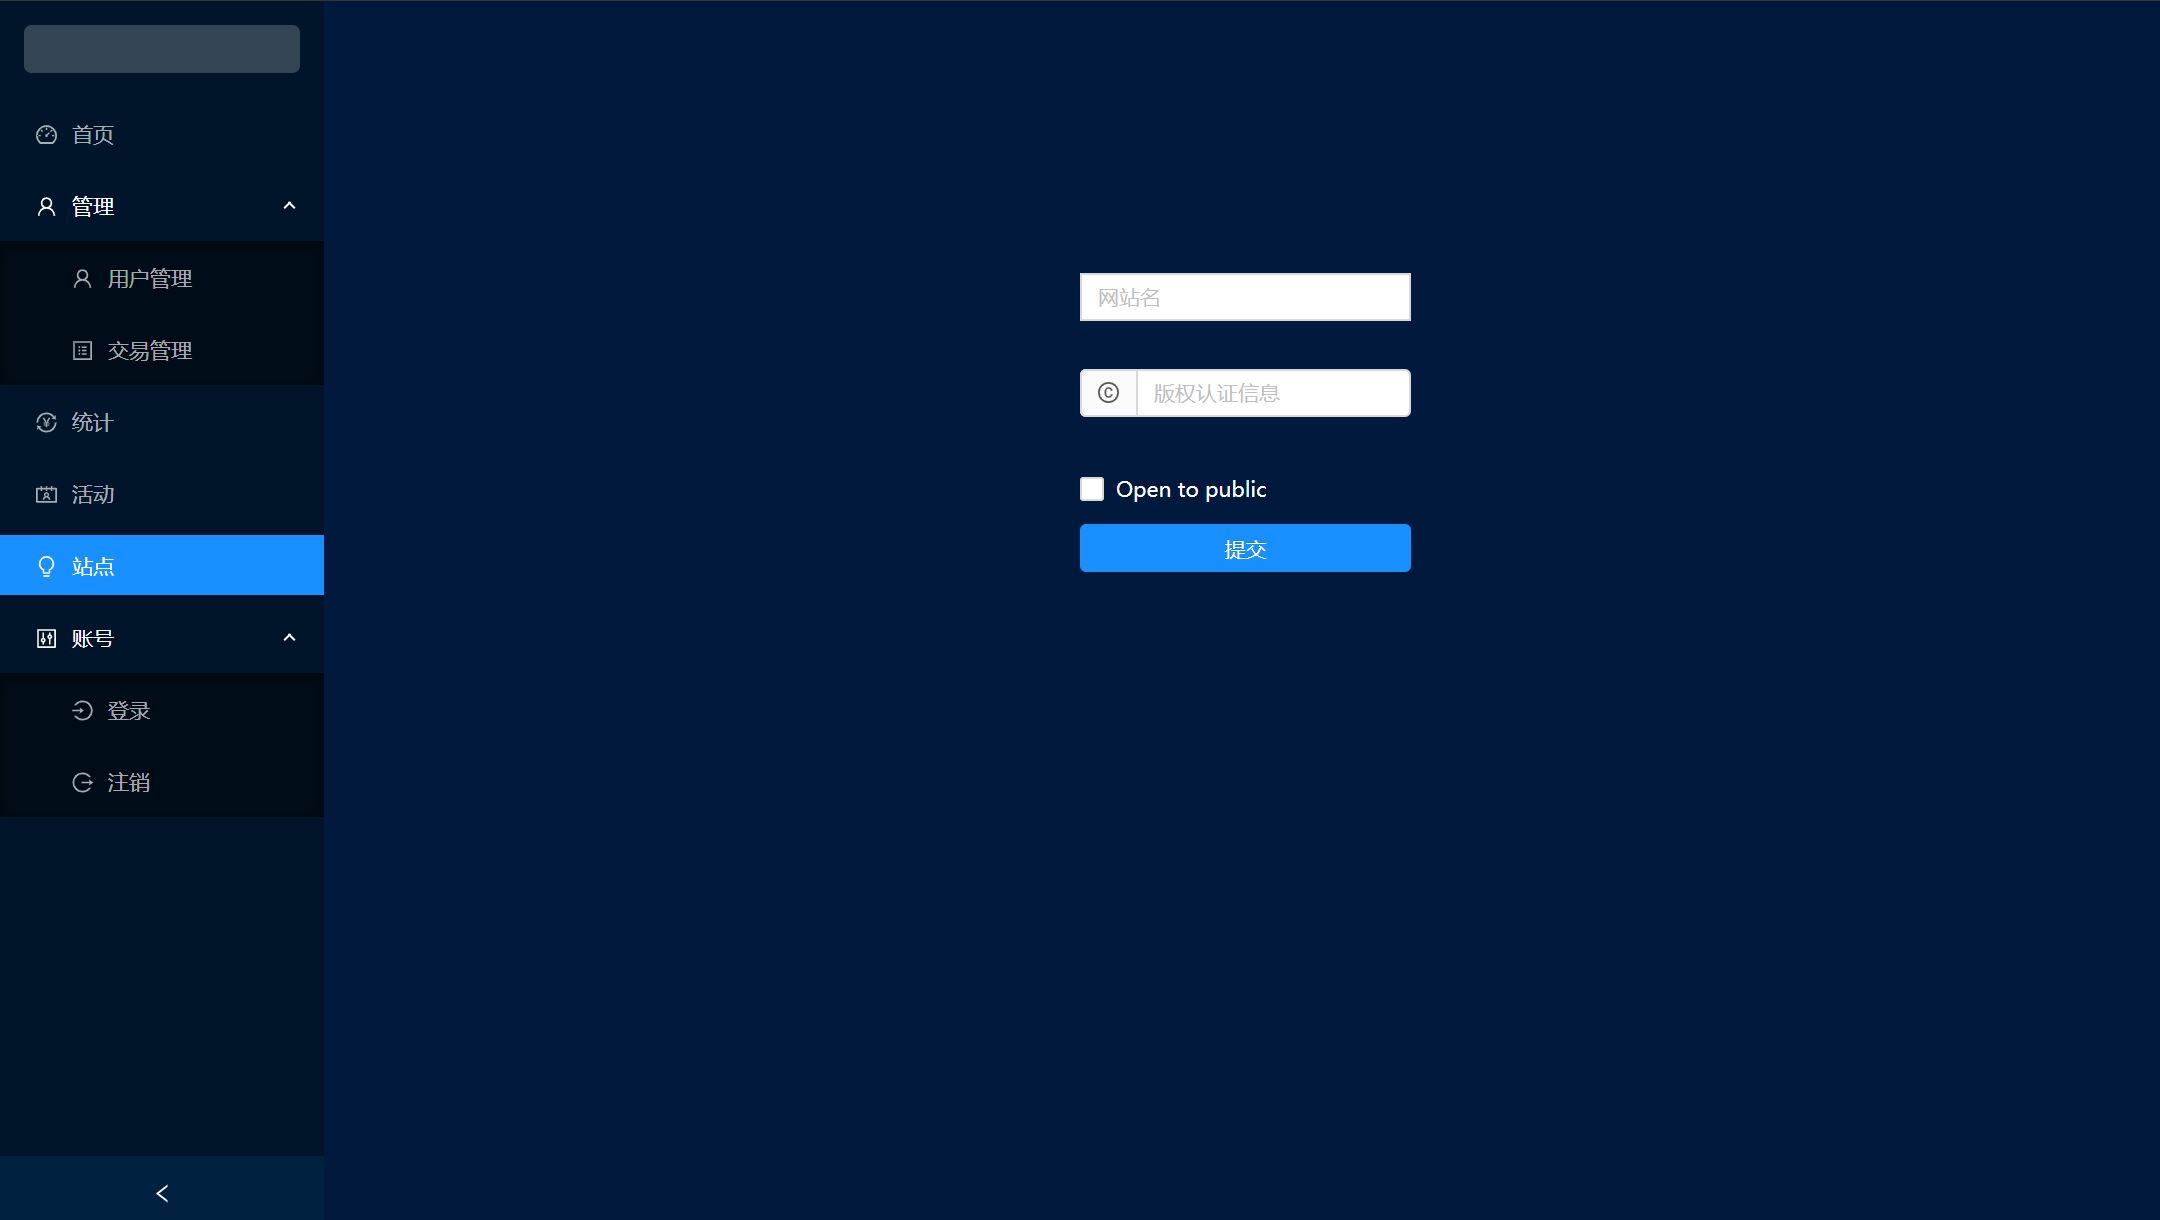 首页
管理
用户管理
交易管理
统计
活动
站点
账号
登录
注销
网站名
版权认证信息
Open to public
提交